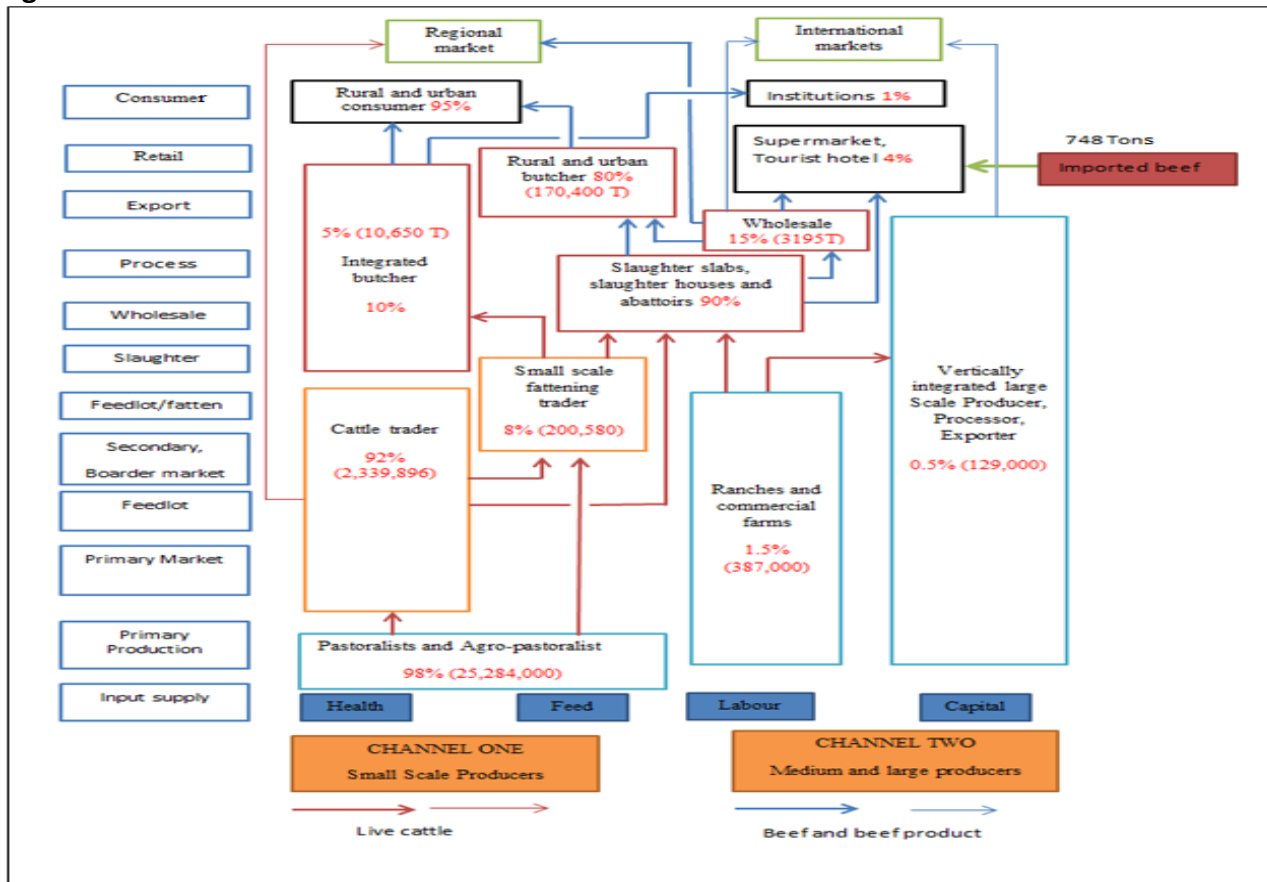 Regional
market
International
markets
Consumer
Rural and urban
consumer 95%
Institutions 1%
Retail
Rural and urban
butcher 80%
(170,400 T)
Supermarket,
Tourist hotel 4%
748 Tons
Imported beef
Export
5% (10,650 T)
Integrated
butcher
10%
Wholesale
15% (3195T)
Process
Slaughter slabs,
slaughter houses and
abattoirs 90%
Wholesale
Slaughter
Small scale
fattening
trader
8% (200,580)
Vertically
integrated large
Scale Producer,
Processor,
Exporter
0.5% (129,000)
Feedlot/fatten
Cattle trader
92%
(2,339,896)
Secondary,
Boarder market
Feedlot
Ranches and
commercial
farms
1.5%
(387,000)
Primary Market
Primary
Production
Pastoralists and Agro-pastoralist
98% (25,284,000)
Input supply
Health
Feed
Labour
Capital
CHANNEL ONE
Small Scale Producers
CHANNEL TWO
Medium and large producers
Live cattle
Beef and beef product